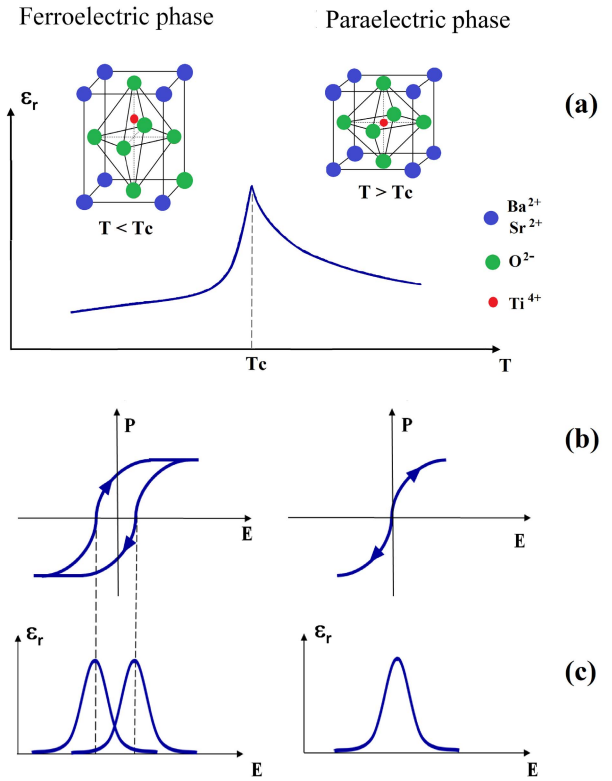 Ferroelectric phase
Paraelectric phase
εr
(a)
T < Tc
T > Tc
Ba2+
Sr2+
O2-
Ti4+
Tc
T
P
P
(b)
E
E
εr
εr
(c)
E
E